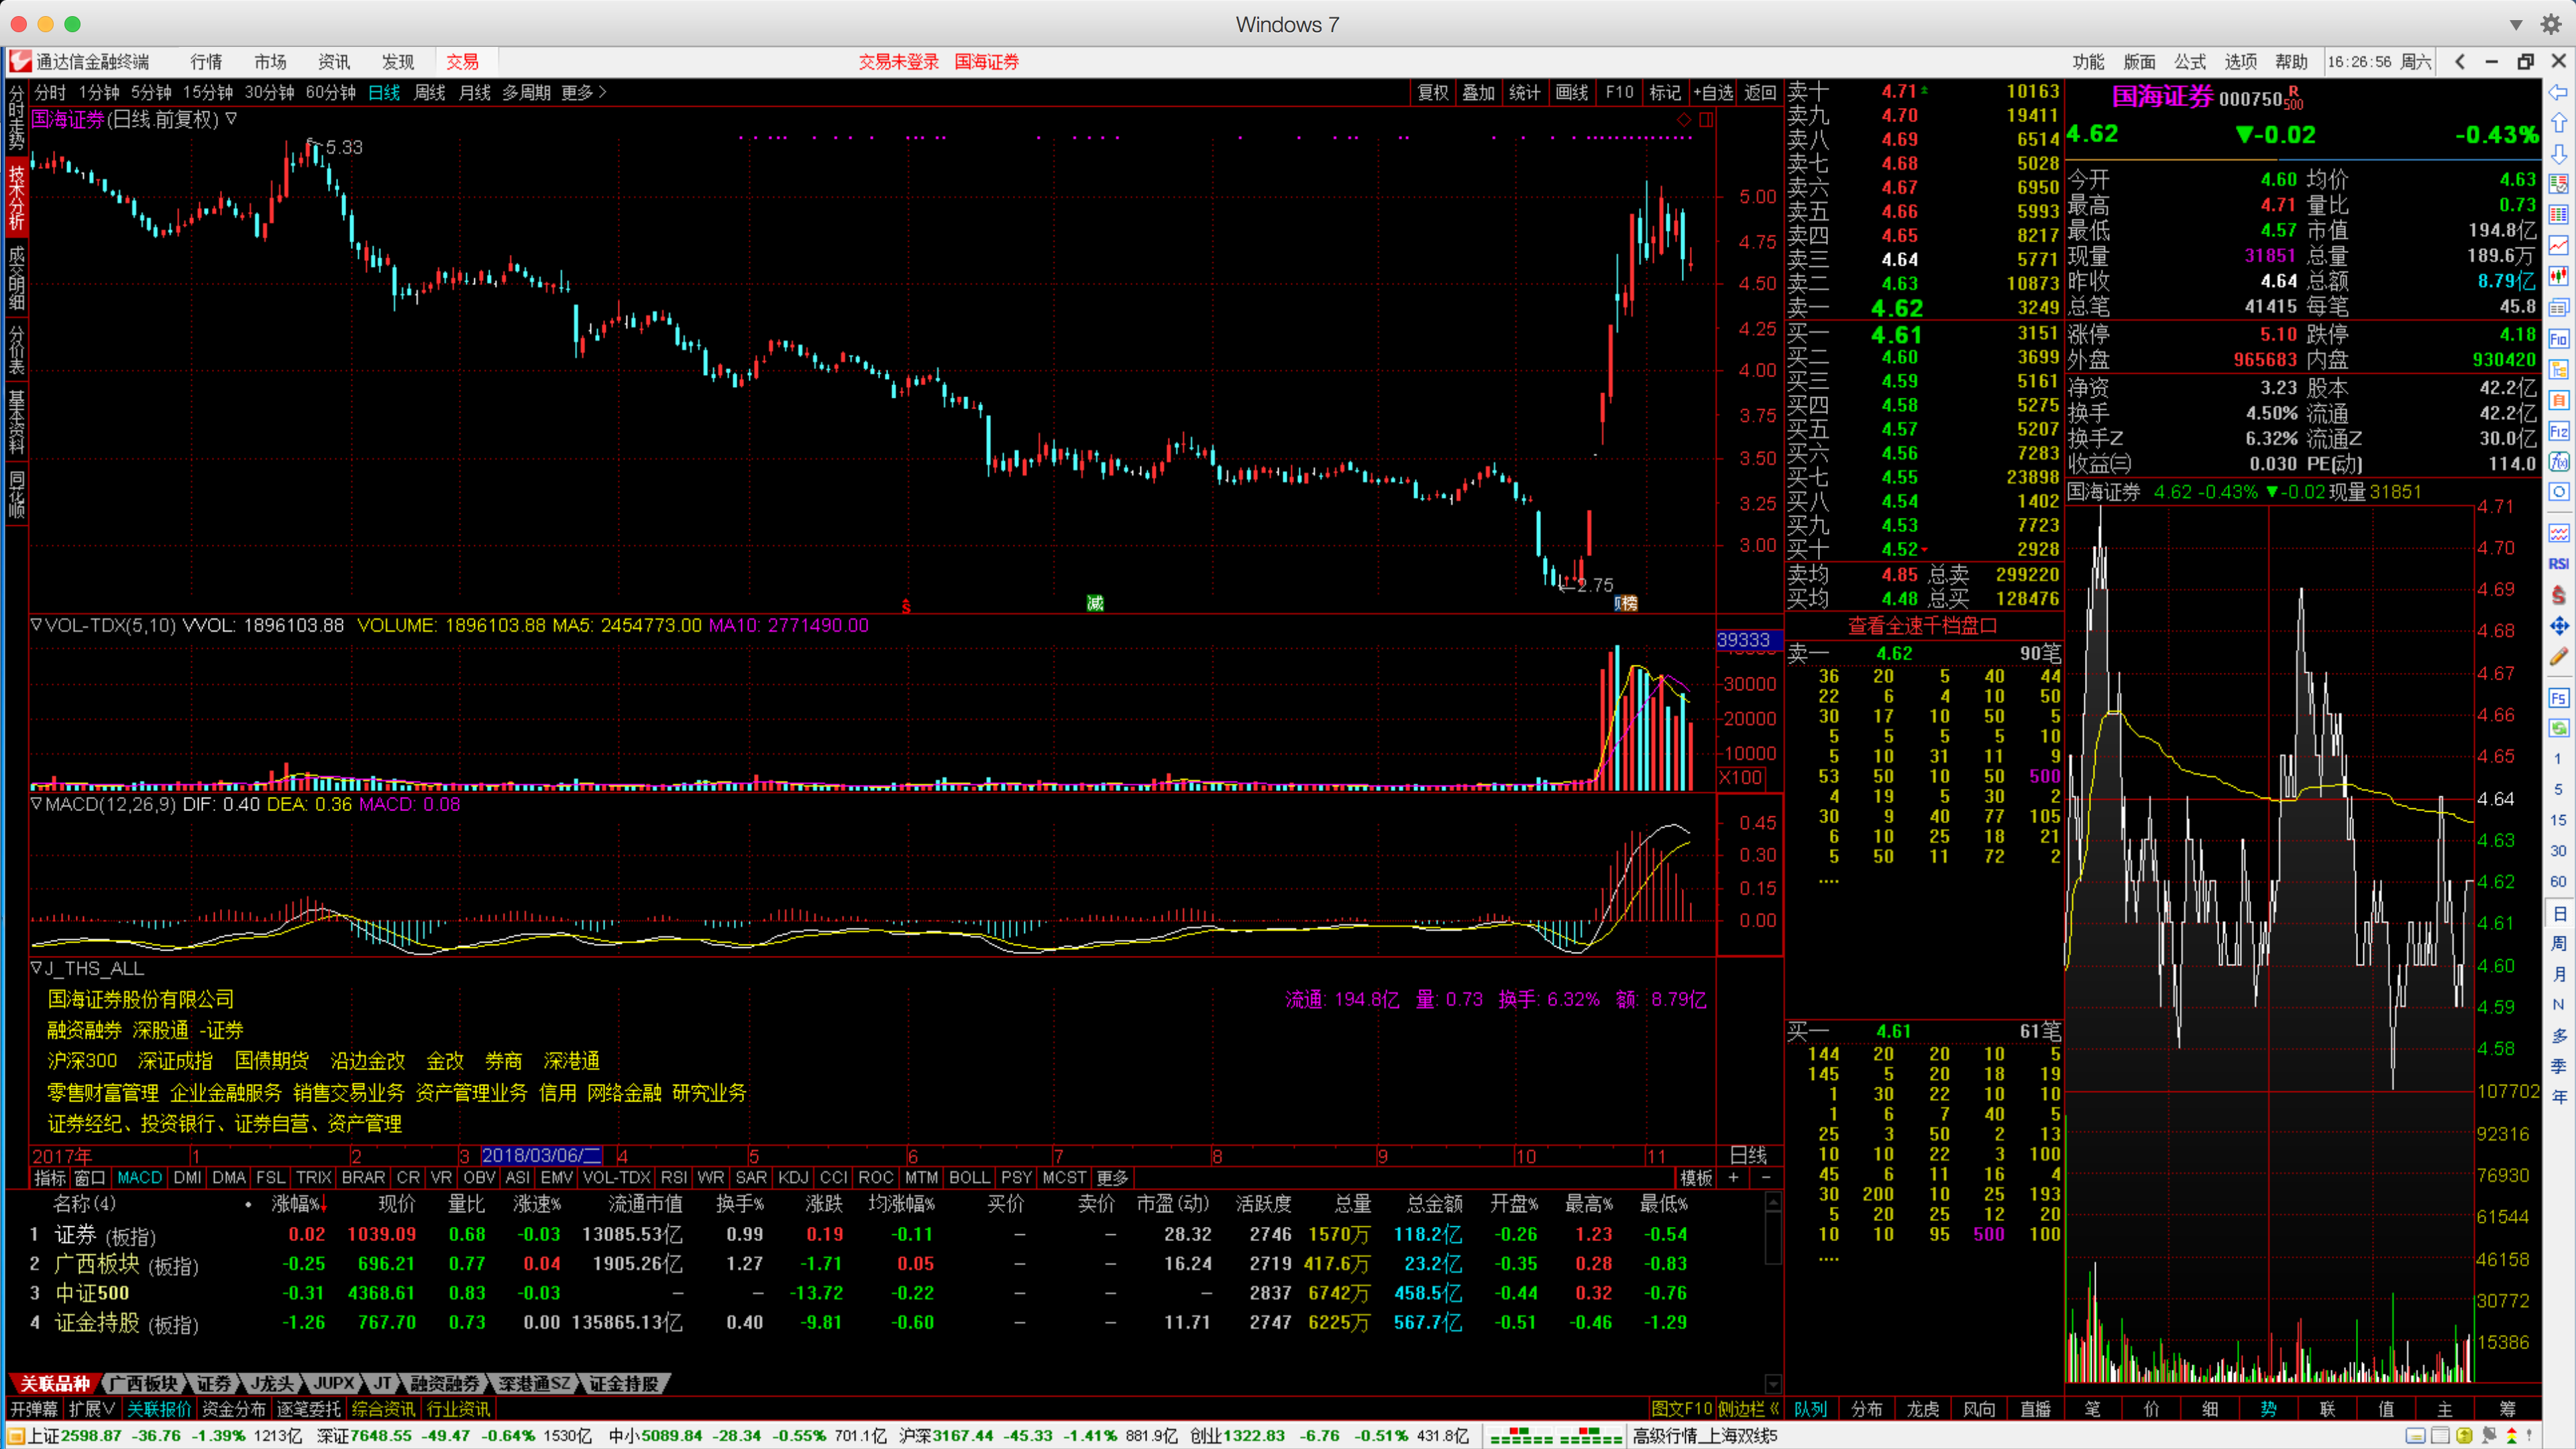 Windows 7
通达信金融终端 行情 市场 资讯 发现 交易 交易未登录 国海证券 功能 版面 公式 选项 帮助 16:26:56 周六
分时 1分钟 5分钟 15分钟 30分钟 60分钟 日线 周线 月线 多周期 更多> 复权 叠加 统计 画线 F10 标记 +自选 返回
分时走势
技术分析
成交明细
分价表
基本资料
同花顺
国海证券(日线.前复权)
5.33
5.00
4.75
4.50
4.25
4.00
3.75
3.50
3.25
3.00
2.75
减
榜
VOL-TDX(5,10) VVOL: 1896103.88 VOLUME: 1896103.88 MA5: 2454773.00 MA10: 2771490.00
39333
30000
20000
10000
X100
MACD(12,26,9) DIF: 0.40 DEA: 0.36 MACD: 0.08
0.45
0.30
0.15
0.00
J_THS_ALL
国海证券股份有限公司
流通: 194.8亿 量: 0.73 换手: 6.32% 额: 8.79亿
融资融券 深股通 -证券
沪深300 深证成指 国债期货 沿边金改 金改 券商 深港通
零售财富管理 企业金融服务 销售交易业务 资产管理业务 信用 网络金融 研究业务
证券经纪、投资银行、证券自营、资产管理
2017年 1 2 3 2018/03/06/二 4 5 6 7 8 9 10 11 日线
指标 窗口 MACD DMI DMA FSL TRIX BRAR CR VR OBV ASI EMV VOL-TDX RSI WR SAR KDJ CCI ROC MTM BOLL PSY MCST 更多 模板 + -
名称(4) 涨幅%↓ 现价 量比 涨速% 流通市值 换手% 涨跌 均涨幅% 买价 卖价 市盈(动) 活跃度 总量 总金额 开盘% 最高% 最低%
1 证券 (板指) 0.02 1039.09 0.68 -0.03 13085.53亿 0.99 0.19 -0.11 – – 28.32 2746 1570万 118.2亿 -0.26 1.23 -0.54
2 广西板块 (板指) -0.25 696.21 0.77 0.04 1905.26亿 1.27 -1.71 0.05 – – 16.24 2719 417.6万 23.2亿 -0.35 0.28 -0.83
3 中证500 -0.31 4368.61 0.83 -0.03 – – -13.72 -0.22 – – – 2837 6742万 458.5亿 -0.44 0.32 -0.76
4 证金持股 (板指) -1.26 767.70 0.73 0.00 135865.13亿 0.40 -9.81 -0.60 – – 11.71 2747 6225万 567.7亿 -0.51 -0.46 -1.29
关联品种 广西板块 证券 J龙头 JUPX JT 融资融券 深港通SZ 证金持股
开弹幕 扩展∨ 关联报价 资金分布 逐笔委托 综合资讯 行业资讯 图文F10 侧边栏《
卖十 4.71 10163
卖九 4.70 19411
卖八 4.69 6514
卖七 4.68 5028
卖六 4.67 6950
卖五 4.66 5993
卖四 4.65 8217
卖三 4.64 5771
卖二 4.63 10873
卖一 4.62 3249
买一 4.61 3151
买二 4.60 3699
买三 4.59 5161
买四 4.58 5275
买五 4.57 5207
买六 4.56 7283
买七 4.55 23898
买八 4.54 1402
买九 4.53 7723
买十 4.52 2928
卖均 4.85 总卖 299220
买均 4.48 总买 128476
查看全速千档盘口
卖一 4.62 90笔
36 20 5 40 44
22 6 4 10 50
30 17 10 50 5
5 5 5 5 10
5 10 31 11 9
53 50 10 50 500
4 19 5 30 2
30 9 40 77 105
6 10 25 18 21
5 50 11 72 2
....
买一 4.61 61笔
144 20 20 10 5
145 5 20 18 19
1 30 22 10 10
1 6 7 40 5
25 3 50 2 13
10 10 22 3 100
45 6 11 16 4
30 200 10 25 193
5 20 25 12 20
10 10 95 500 100
....
队列 分布 龙虎 风向 直播
国海证券 000750 R 500
4.62 ▼-0.02 -0.43%
今开 4.60 均价 4.63
最高 4.71 量比 0.73
最低 4.57 市值 194.8亿
现量 31851 总量 189.6万
昨收 4.64 总额 8.79亿
总笔 41415 每笔 45.8
涨停 5.10 跌停 4.18
外盘 965683 内盘 930420
净资 3.23 股本 42.2亿
换手 4.50% 流通 42.2亿
换手Z 6.32% 流通Z 30.0亿
收益(三) 0.030 PE(动) 114.0
国海证券 4.62 -0.43% ▼-0.02 现量 31851
4.71
4.70
4.69
4.68
4.67
4.66
4.65
4.64
4.63
4.62
4.61
4.60
4.59
4.58
107702
92316
76930
61544
46158
30772
15386
笔 价 细 势 联 值 主 筹
F10
自
F12
RSI
F5
1
5
15
30
60
日
周
月
N
多
季
年
上证2598.87 -36.76 -1.39% 1213亿 深证7648.55 -49.47 -0.64% 1530亿 中小5089.84 -28.34 -0.55% 701.1亿 沪深3167.44 -45.33 -1.41% 881.9亿 创业1322.83 -6.76 -0.51% 431.8亿 高级行情_上海双线5